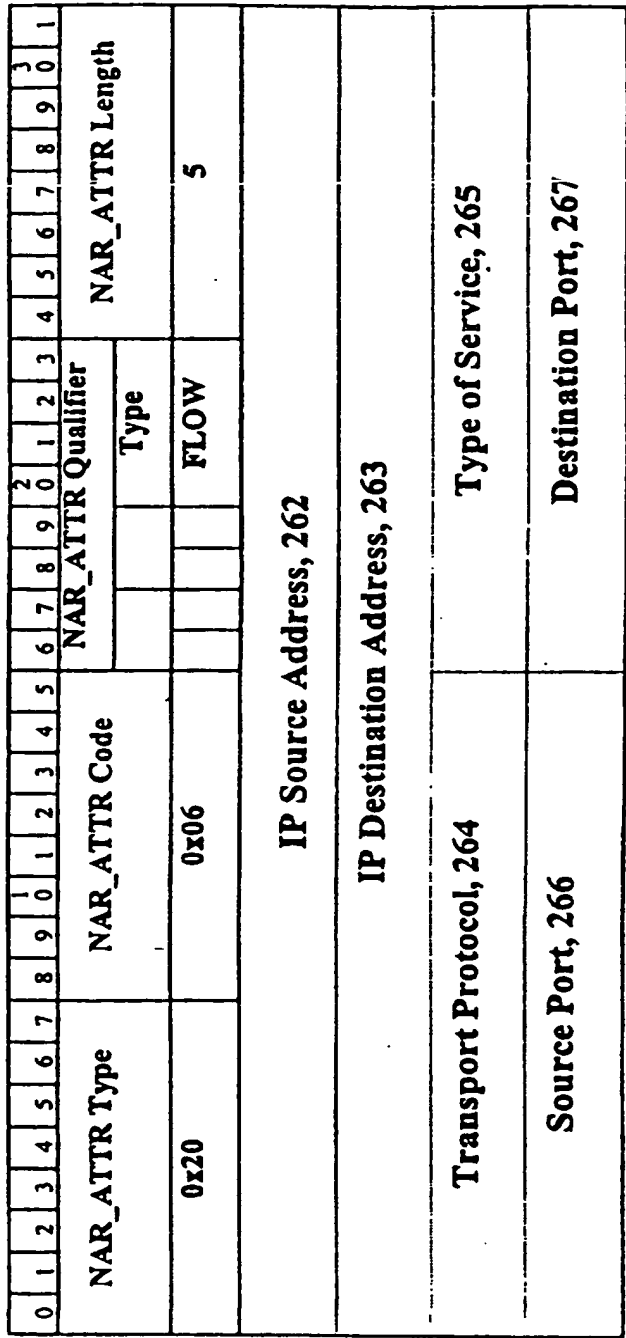 1 2 3
0 1 2 3 4 5 6 7 8 9 0 1 2 3 4 5 6 7 8 9 0 1 2 3 4 5 6 7 8 9 0 1
NAR_ATTR Type NAR_ATTR Code NAR_ATTR Qualifier NAR_ATTR Length
Type
0x20 0x06 FLOW 5
IP Source Address, 262
IP Destination Address, 263
Transport Protocol, 264 Type of Service, 265
Source Port, 266 Destination Port, 267